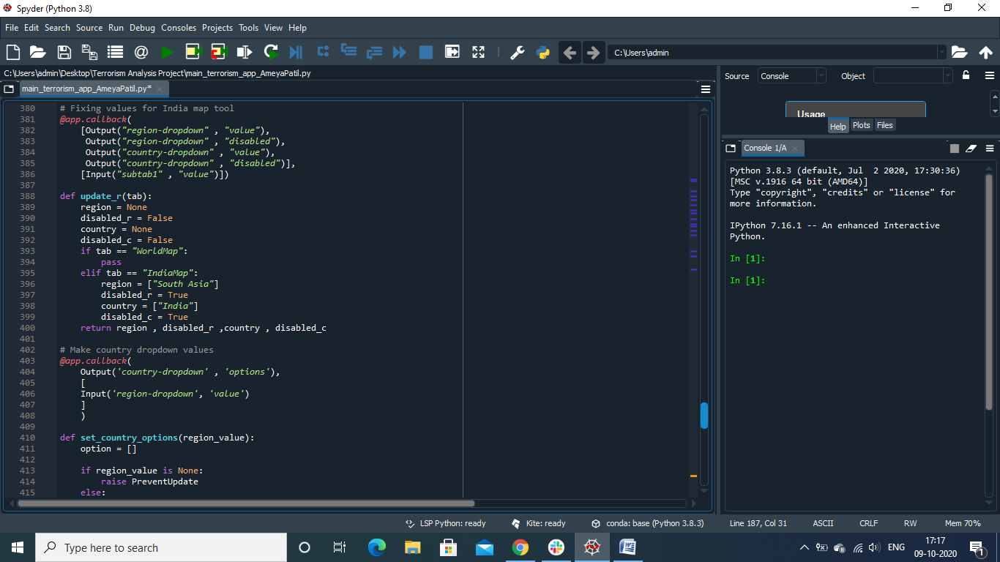 Spyder (Python 3.8)
File Edit Search Source Run Debug Consoles Projects Tools View Help
C:\Users\admin
C:\Users\admin\Desktop\Terrorism Analysis Project\main_terrorism_app_AmeyaPatil.py
main_terrorism_app_AmeyaPatil.py*
380 # Fixing values for India map tool
381 @app.callback(
382     [Output("region-dropdown" , "value"),
383      Output("region-dropdown" , "disabled"),
384      Output("country-dropdown" , "value"),
385      Output("country-dropdown" , "disabled")],
386     [Input("subtab1" , "value")])
387
388 def update_r(tab):
389     region = None
390     disabled_r = False
391     country = None
392     disabled_c = False
393     if tab == "WorldMap":
394         pass
395     elif tab == "IndiaMap":
396         region = ["South Asia"]
397         disabled_r = True
398         country = ["India"]
399         disabled_c = True
400     return region , disabled_r ,country , disabled_c
401
402 # Make country dropdown values
403 @app.callback(
404     Output('country-dropdown' , 'options'),
405     [
406     Input('region-dropdown', 'value')
407     ]
408     )
409
410 def set_country_options(region_value):
411     option = []
412
413     if region_value is None:
414         raise PreventUpdate
415     else:
Source Console Object
Usage
Help Plots Files
Console 1/A
Python 3.8.3 (default, Jul  2 2020, 17:30:36)
[MSC v.1916 64 bit (AMD64)]
Type "copyright", "credits" or "license" for
more information.
IPython 7.16.1 -- An enhanced Interactive
Python.
In [1]:
In [1]:
LSP Python: ready Kite: ready conda: base (Python 3.8.3) Line 187, Col 31 ASCII CRLF RW Mem 70%
Type here to search
ENG
17:17
09-10-2020
1